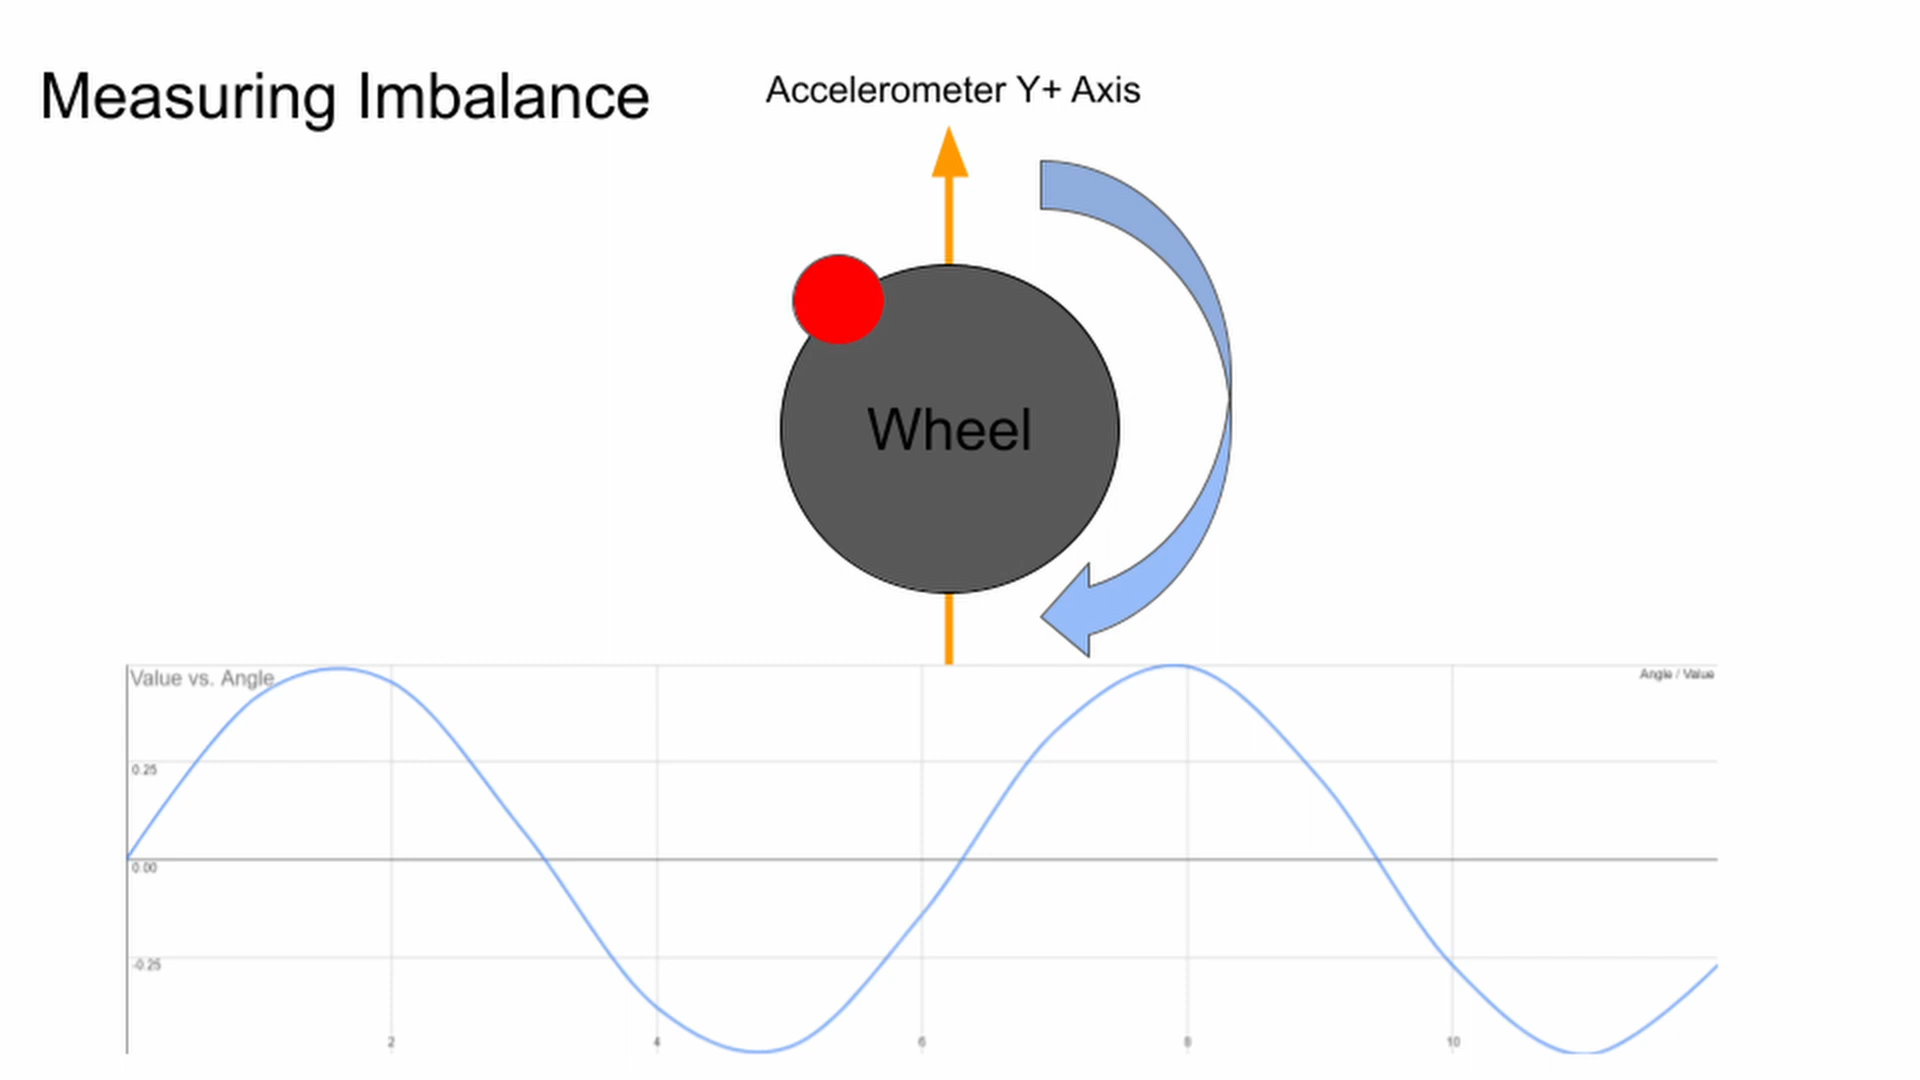 Measuring Imbalance
Accelerometer Y+ Axis
Wheel
Value vs. Angle
Angle / Value
0.25
0.00
-0.25
2
4
6
8
10